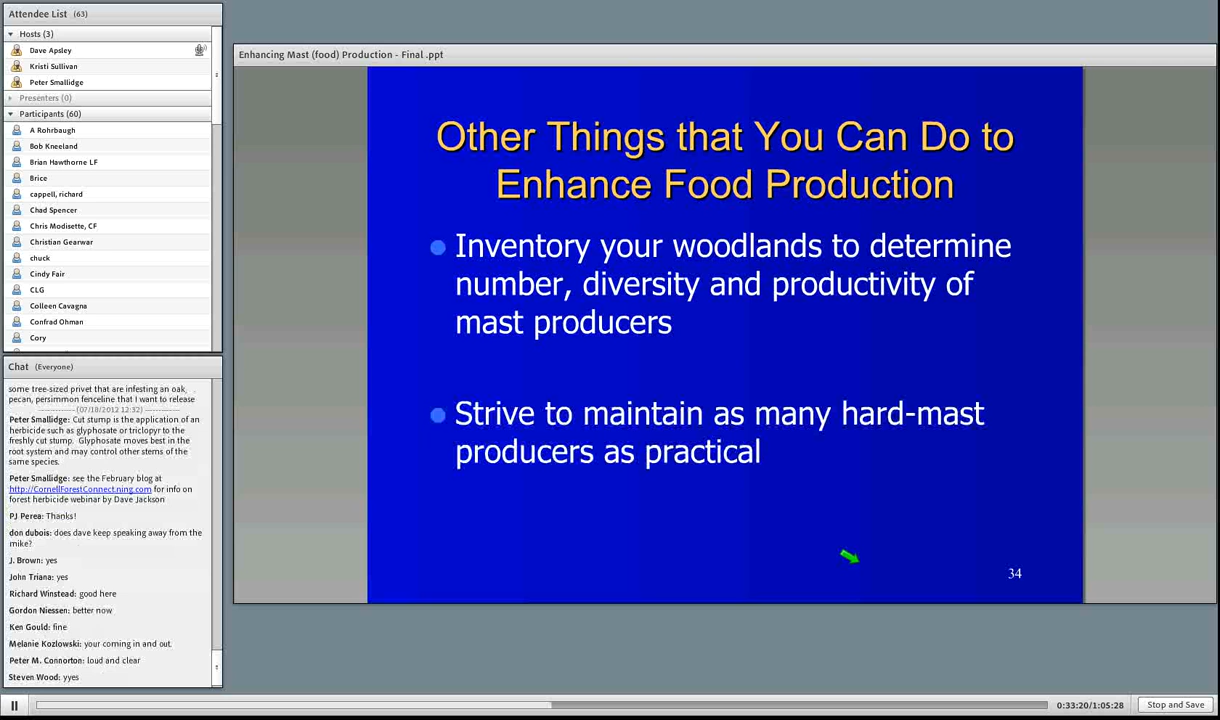 Attendee List (63)
Hosts (3)
Dave Apsley
Kristi Sullivan
Peter Smallidge
Presenters (0)
Participants (60)
A Rohrbaugh
Bob Kneeland
Brian Hawthorne LF
Brice
cappell, richard
Chad Spencer
Chris Modisette, CF
Christian Gearwar
chuck
Cindy Fair
CLG
Colleen Cavagna
Confrad Ohman
Cory
Chat (Everyone)
some tree-sized privet that are infesting an oak,
pecan, persimmon fenceline that I want to release
------------(07/18/2012 12:32) -----------
Peter Smallidge: Cut stump is the application of an
herbicide such as glyphosate or triclopyr to the
freshly cut stump. Glyphosate moves best in the
root system and may control other stems of the
same species.
Peter Smallidge: see the February blog at
http://CornellForestConnect.ning.com for info on
forest herbicide webinar by Dave Jackson
PJ Perea: Thanks!
don dubois: does dave keep speaking away from the
mike?
J. Brown: yes
John Triana: yes
Richard Winstead: good here
Gordon Niessen: better now
Ken Gould: fine
Melanie Kozlowski: your coming in and out.
Peter M. Connorton: loud and clear
Steven Wood: yyes
Enhancing Mast (food) Production - Final .ppt
Other Things that You Can Do to
Enhance Food Production
Inventory your woodlands to determine
number, diversity and productivity of
mast producers
Strive to maintain as many hard-mast
producers as practical
34
0:33:20/1:05:28
Stop and Save